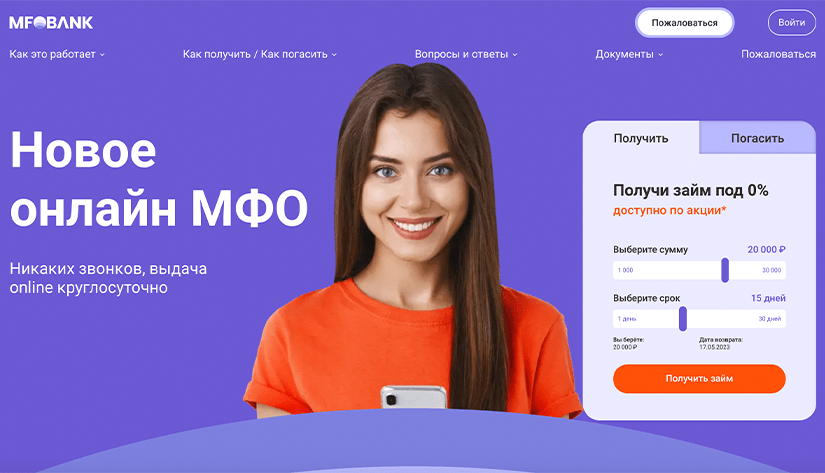 MFOBANK
Пожаловаться
Войти
Как это работает
Как получить / Как погасить
Вопросы и ответы
Документы
Пожаловаться
Новое
онлайн МФО
Никаких звонков, выдача
online круглосуточно
Получить
Погасить
Получи займ под 0%
доступно по акции*
Выберите сумму
20 000 ₽
1 000
30 000
Выберите срок
15 дней
1 день
30 дней
Вы берёте:
Дата возврата:
20 000 ₽
17.05.2023
Получить займ